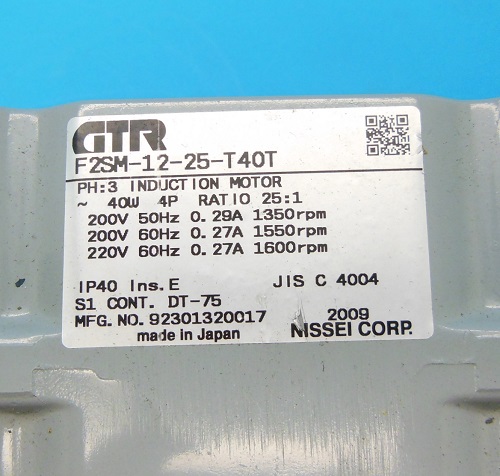 GTR
F2SM-12-25-T40T
PH:3 INDUCTION MOTOR
~ 40W 4P RATIO 25:1
200V 50Hz 0.29A 1350rpm
200V 60Hz 0.27A 1550rpm
220V 60Hz 0.27A 1600rpm
IP40 Ins.E JIS C 4004
S1 CONT. DT-75
MFG.NO.92301320017 2009
made in Japan NISSEI CORP.